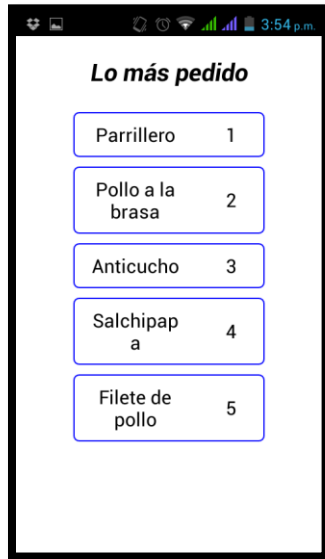 3:54 p.m.
Lo más pedido
Parrillero 1
Pollo a la
brasa 2
Anticucho 3
Salchipap
a 4
Filete de
pollo 5